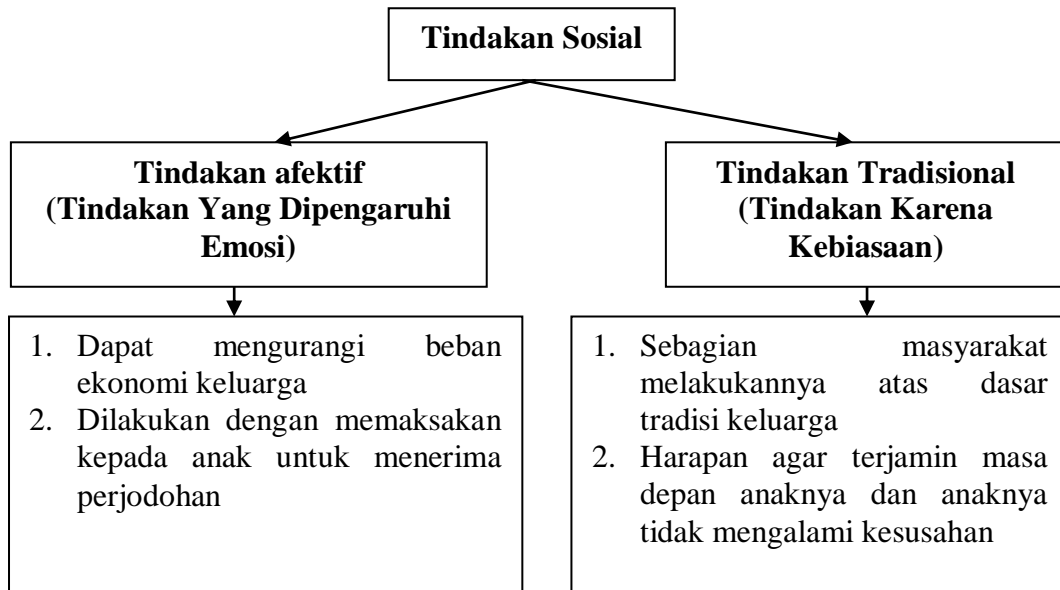 Tindakan Sosial
Tindakan afektif
(Tindakan Yang Dipengaruhi
Emosi)
Tindakan Tradisional
(Tindakan Karena
Kebiasaan)
1. Dapat mengurangi beban
ekonomi keluarga
2. Dilakukan dengan memaksakan
kepada anak untuk menerima
perjodohan
1. Sebagian masyarakat
melakukannya atas dasar
tradisi keluarga
2. Harapan agar terjamin masa
depan anaknya dan anaknya
tidak mengalami kesusahan